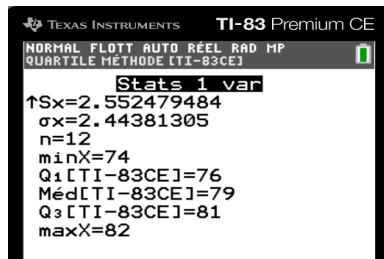 TEXAS INSTRUMENTS TI-83 Premium CE
NORMAL FLOTT AUTO RÉEL RAD MP
QUARTILE MÉTHODE [TI-83CE]
Stats 1 var
↑Sx=2.552479484
σx=2.44381305
n=12
minX=74
Q₁[TI-83CE]=76
Méd[TI-83CE]=79
Q₃[TI-83CE]=81
maxX=82